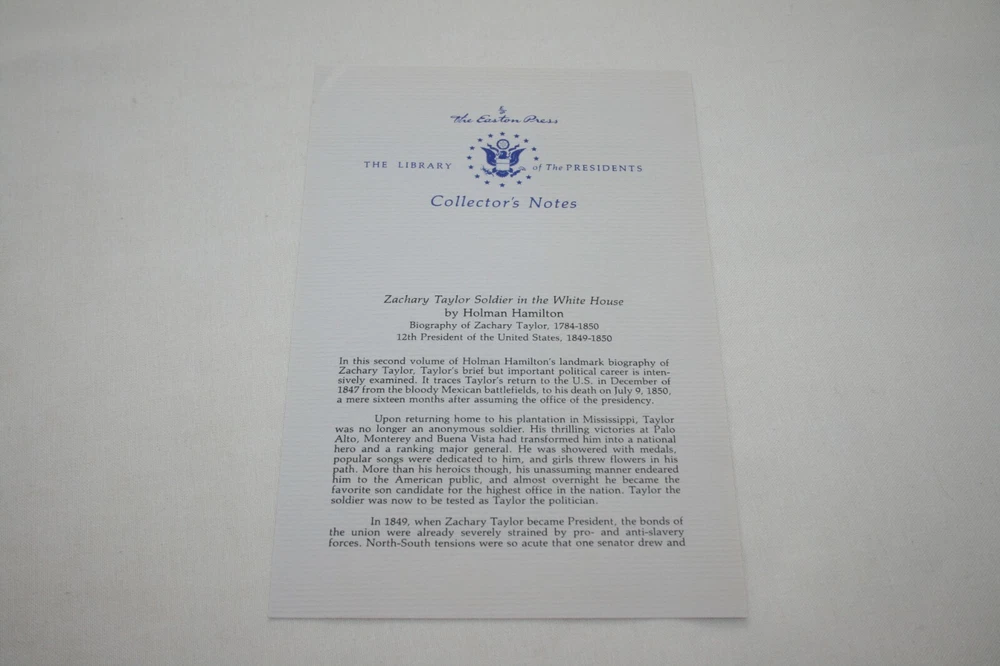 The Easton Press
THE LIBRARY of The PRESIDENTS
Collector's Notes
Zachary Taylor Soldier in the White House
by Holman Hamilton
Biography of Zachary Taylor, 1784-1850
12th President of the United States, 1849-1850
In this second volume of Holman Hamilton's landmark biography of
Zachary Taylor, Taylor's brief but important political career is inten-
sively examined. It traces Taylor's return to the U.S. in December of
1847 from the bloody Mexican battlefields, to his death on July 9, 1850,
a mere sixteen months after assuming the office of the presidency.
Upon returning home to his plantation in Mississippi, Taylor
was no longer an anonymous soldier. His thrilling victories at Palo
Alto, Monterey and Buena Vista had transformed him into a national
hero and a ranking major general. He was showered with medals,
popular songs were dedicated to him, and girls threw flowers in his
path. More than his heroics though, his unassuming manner endeared
him to the American public, and almost overnight he became the
favorite son candidate for the highest office in the nation. Taylor the
soldier was now to be tested as Taylor the politician.
In 1849, when Zachary Taylor became President, the bonds of
the union were already severely strained by pro- and anti-slavery
forces. North-South tensions were so acute that one senator drew and